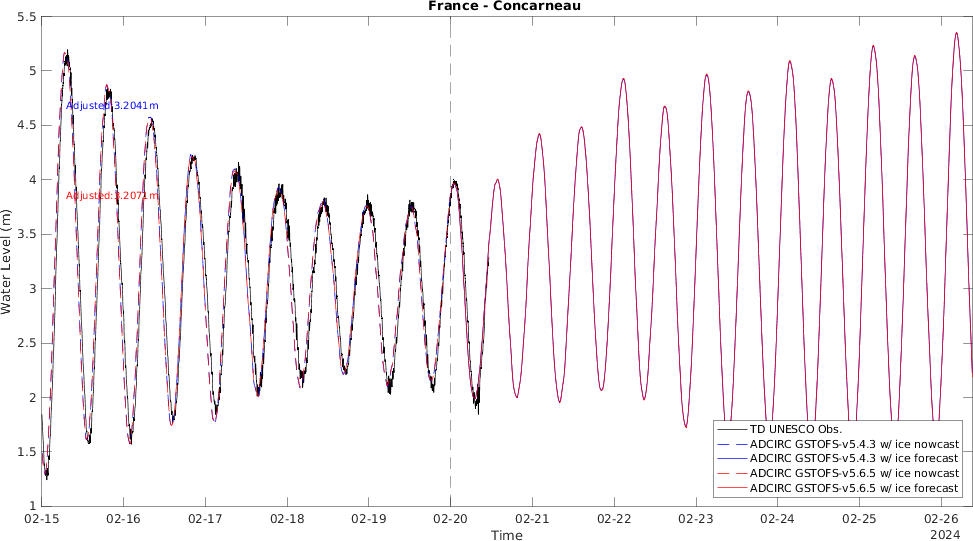 France - Concarneau
5.5
5
4.5
4
3.5
3
2.5
2
1.5
1
Water Level (m)
Adjusted:3.2041m
Adjusted:3.2071m
TD UNESCO Obs.
ADCIRC GSTOFS-v5.4.3 w/ ice nowcast
ADCIRC GSTOFS-v5.4.3 w/ ice forecast
ADCIRC GSTOFS-v5.6.5 w/ ice nowcast
ADCIRC GSTOFS-v5.6.5 w/ ice forecast
02-15 02-16 02-17 02-18 02-19 02-20 02-21 02-22 02-23 02-24 02-25 02-26
Time
2024